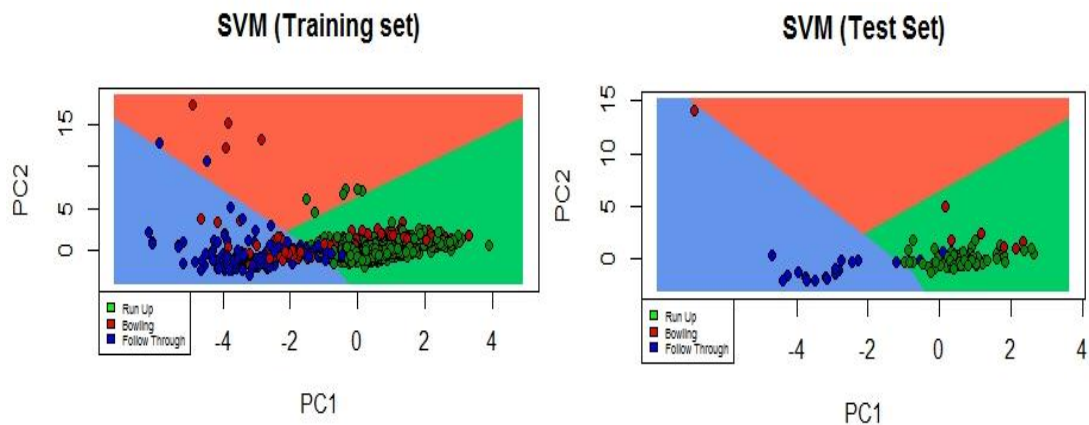 SVM (Training set)
PC2
15
5
0
Run Up
Bowling
Follow Through
-4
-2
0
2
4
PC1
SVM (Test Set)
PC2
15
10
5
0
Run Up
Bowling
Follow Through
-4
-2
0
2
4
PC1